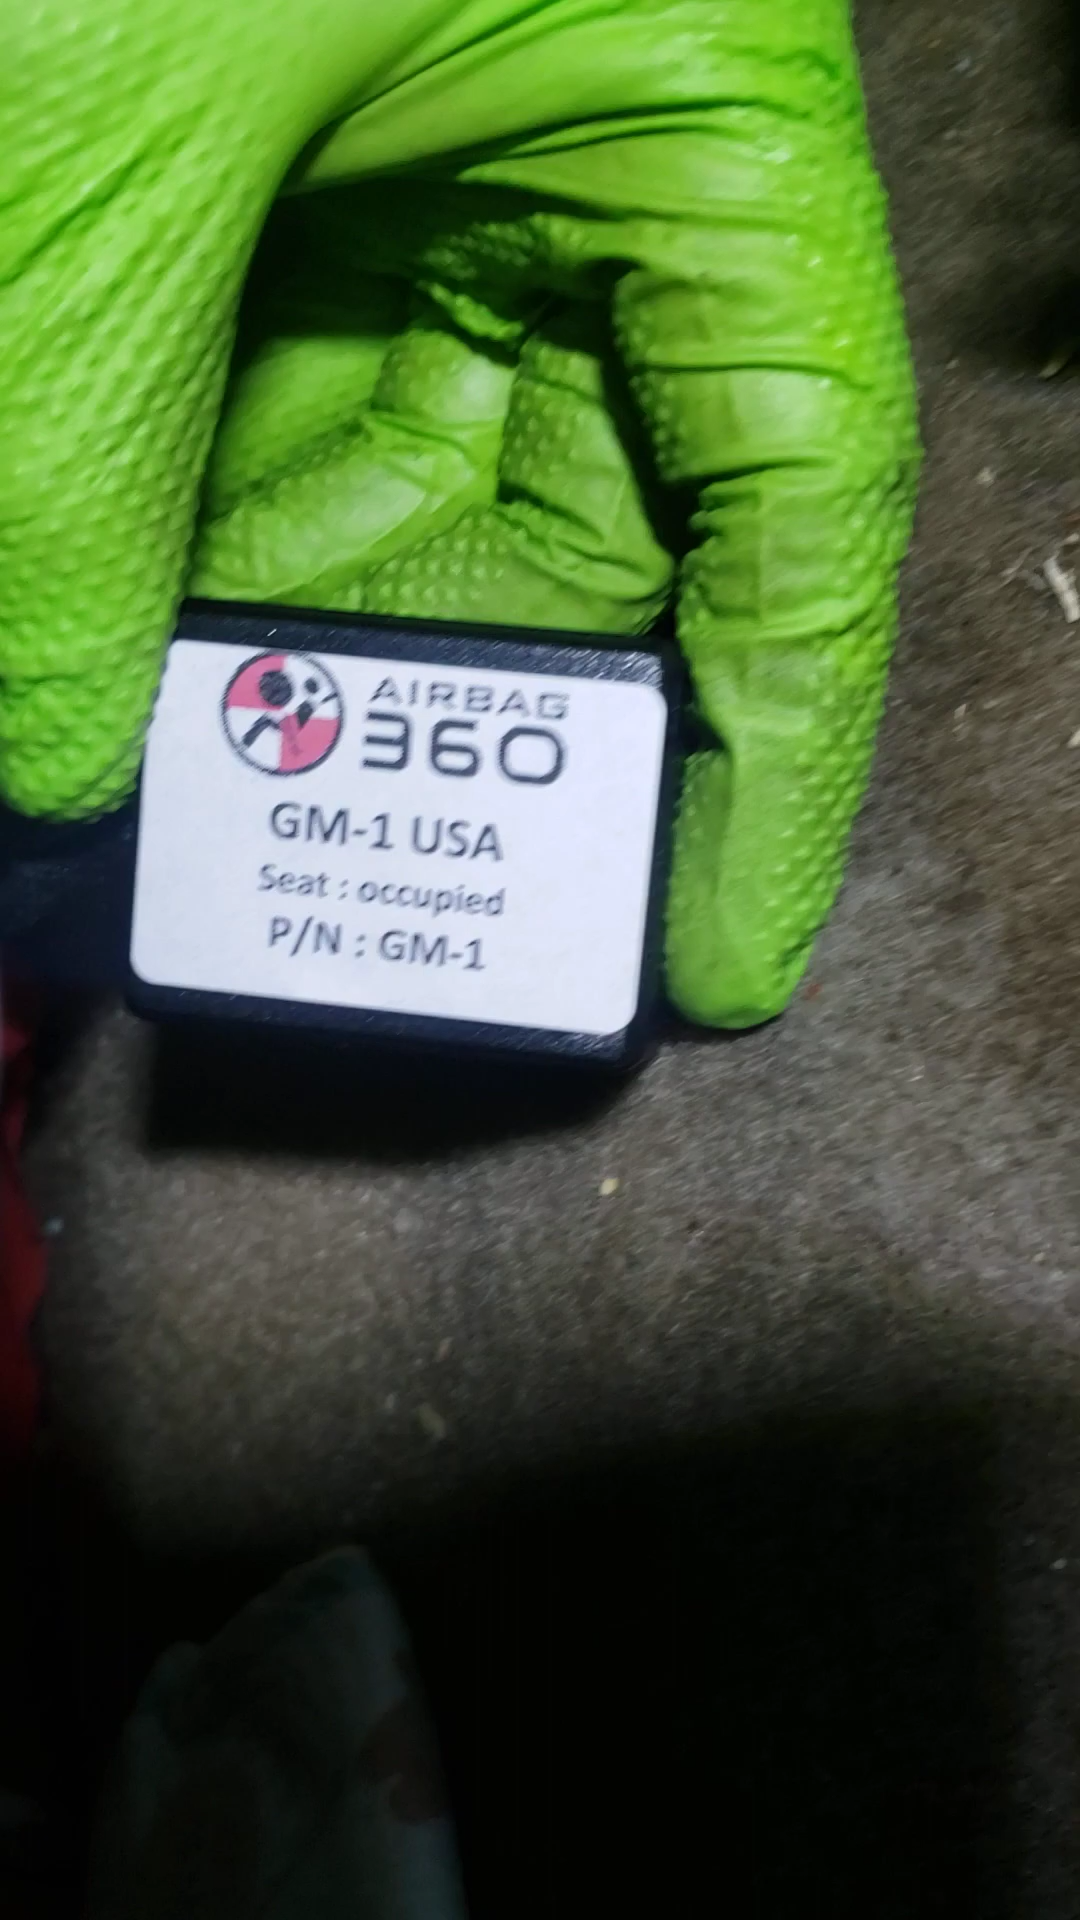 AIRBAG
360
GM-1 USA
Seat : occupied
P/N : GM-1